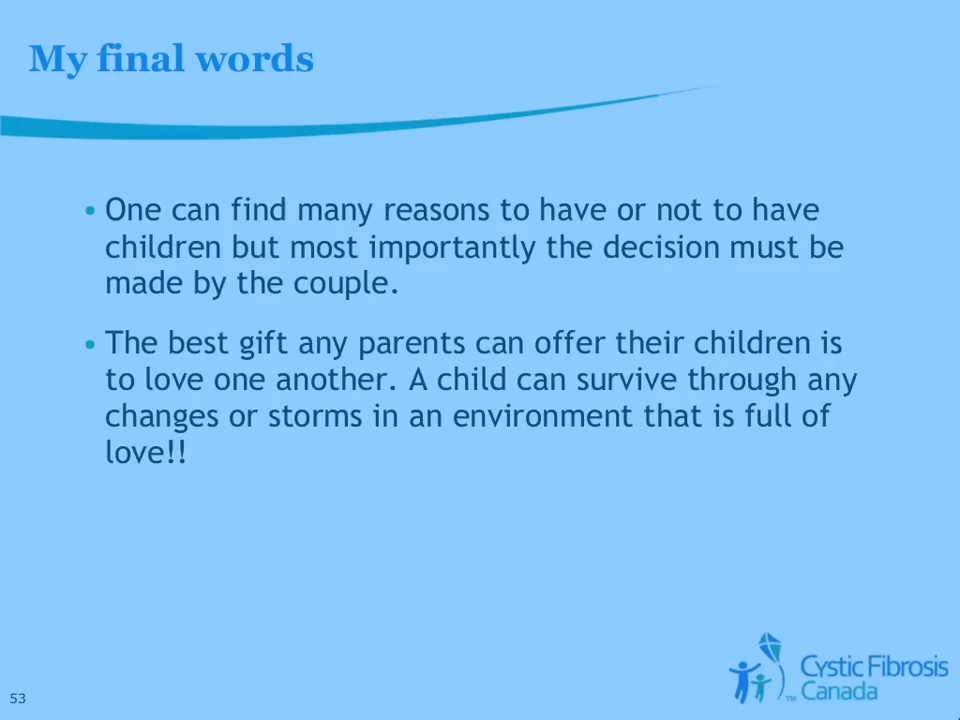 My final words
• One can find many reasons to have or not to have
children but most importantly the decision must be
made by the couple.
• The best gift any parents can offer their children is
to love one another. A child can survive through any
changes or storms in an environment that is full of
love!!
Cystic Fibrosis
™ Canada
53